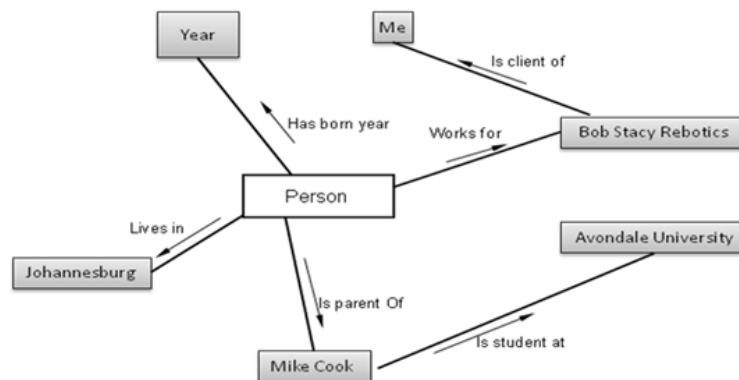 Year
Me
Is client of
Has born year
Works for
Bob Stacy Rebotics
Person
Lives in
Avondale University
Johannesburg
Is parent Of
Is student at
Mike Cook